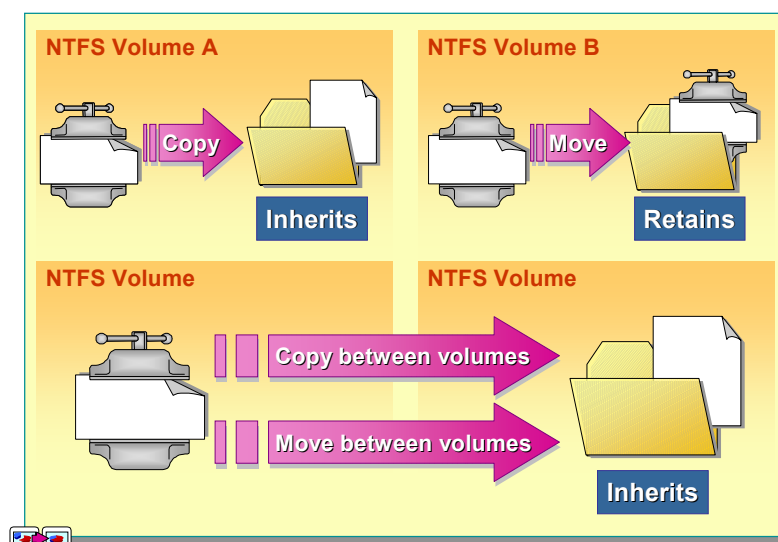 NTFS Volume A
NTFS Volume B
Copy
Move
Inherits
Retains
NTFS Volume
NTFS Volume
Copy between volumes
Move between volumes
Inherits